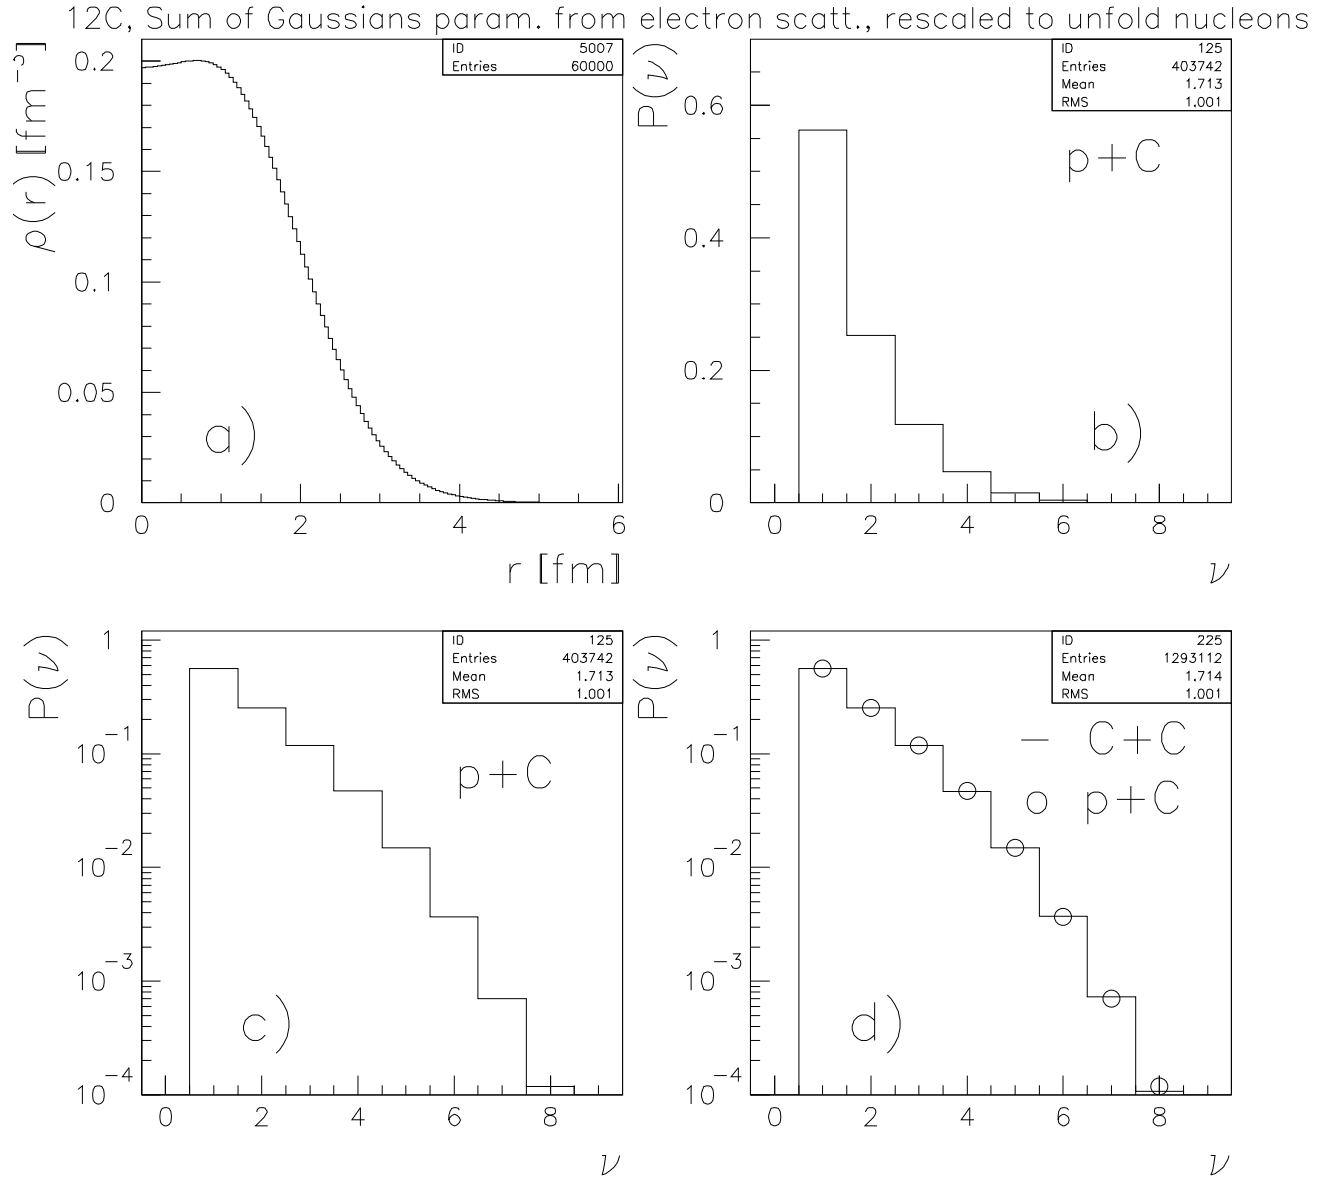 12C, Sum of Gaussians param. from electron scatt., rescaled to unfold nucleons
ρ(r) [fm⁻³]
ID 5007
Entries 60000
0.2
0.15
0.1
0.05
0
a)
0 2 4 6
r [fm]
P(ν)
ID 125
Entries 403742
Mean 1.713
RMS 1.001
p+C
0.6
0.4
0.2
0
b)
0 2 4 6 8
ν
P(ν)
ID 125
Entries 403742
Mean 1.713
RMS 1.001
p+C
1
10⁻¹
10⁻²
10⁻³
10⁻⁴
c)
0 2 4 6 8
ν
P(ν)
ID 225
Entries 1293112
Mean 1.714
RMS 1.001
— C+C
o p+C
1
10⁻¹
10⁻²
10⁻³
10⁻⁴
d)
0 2 4 6 8
ν